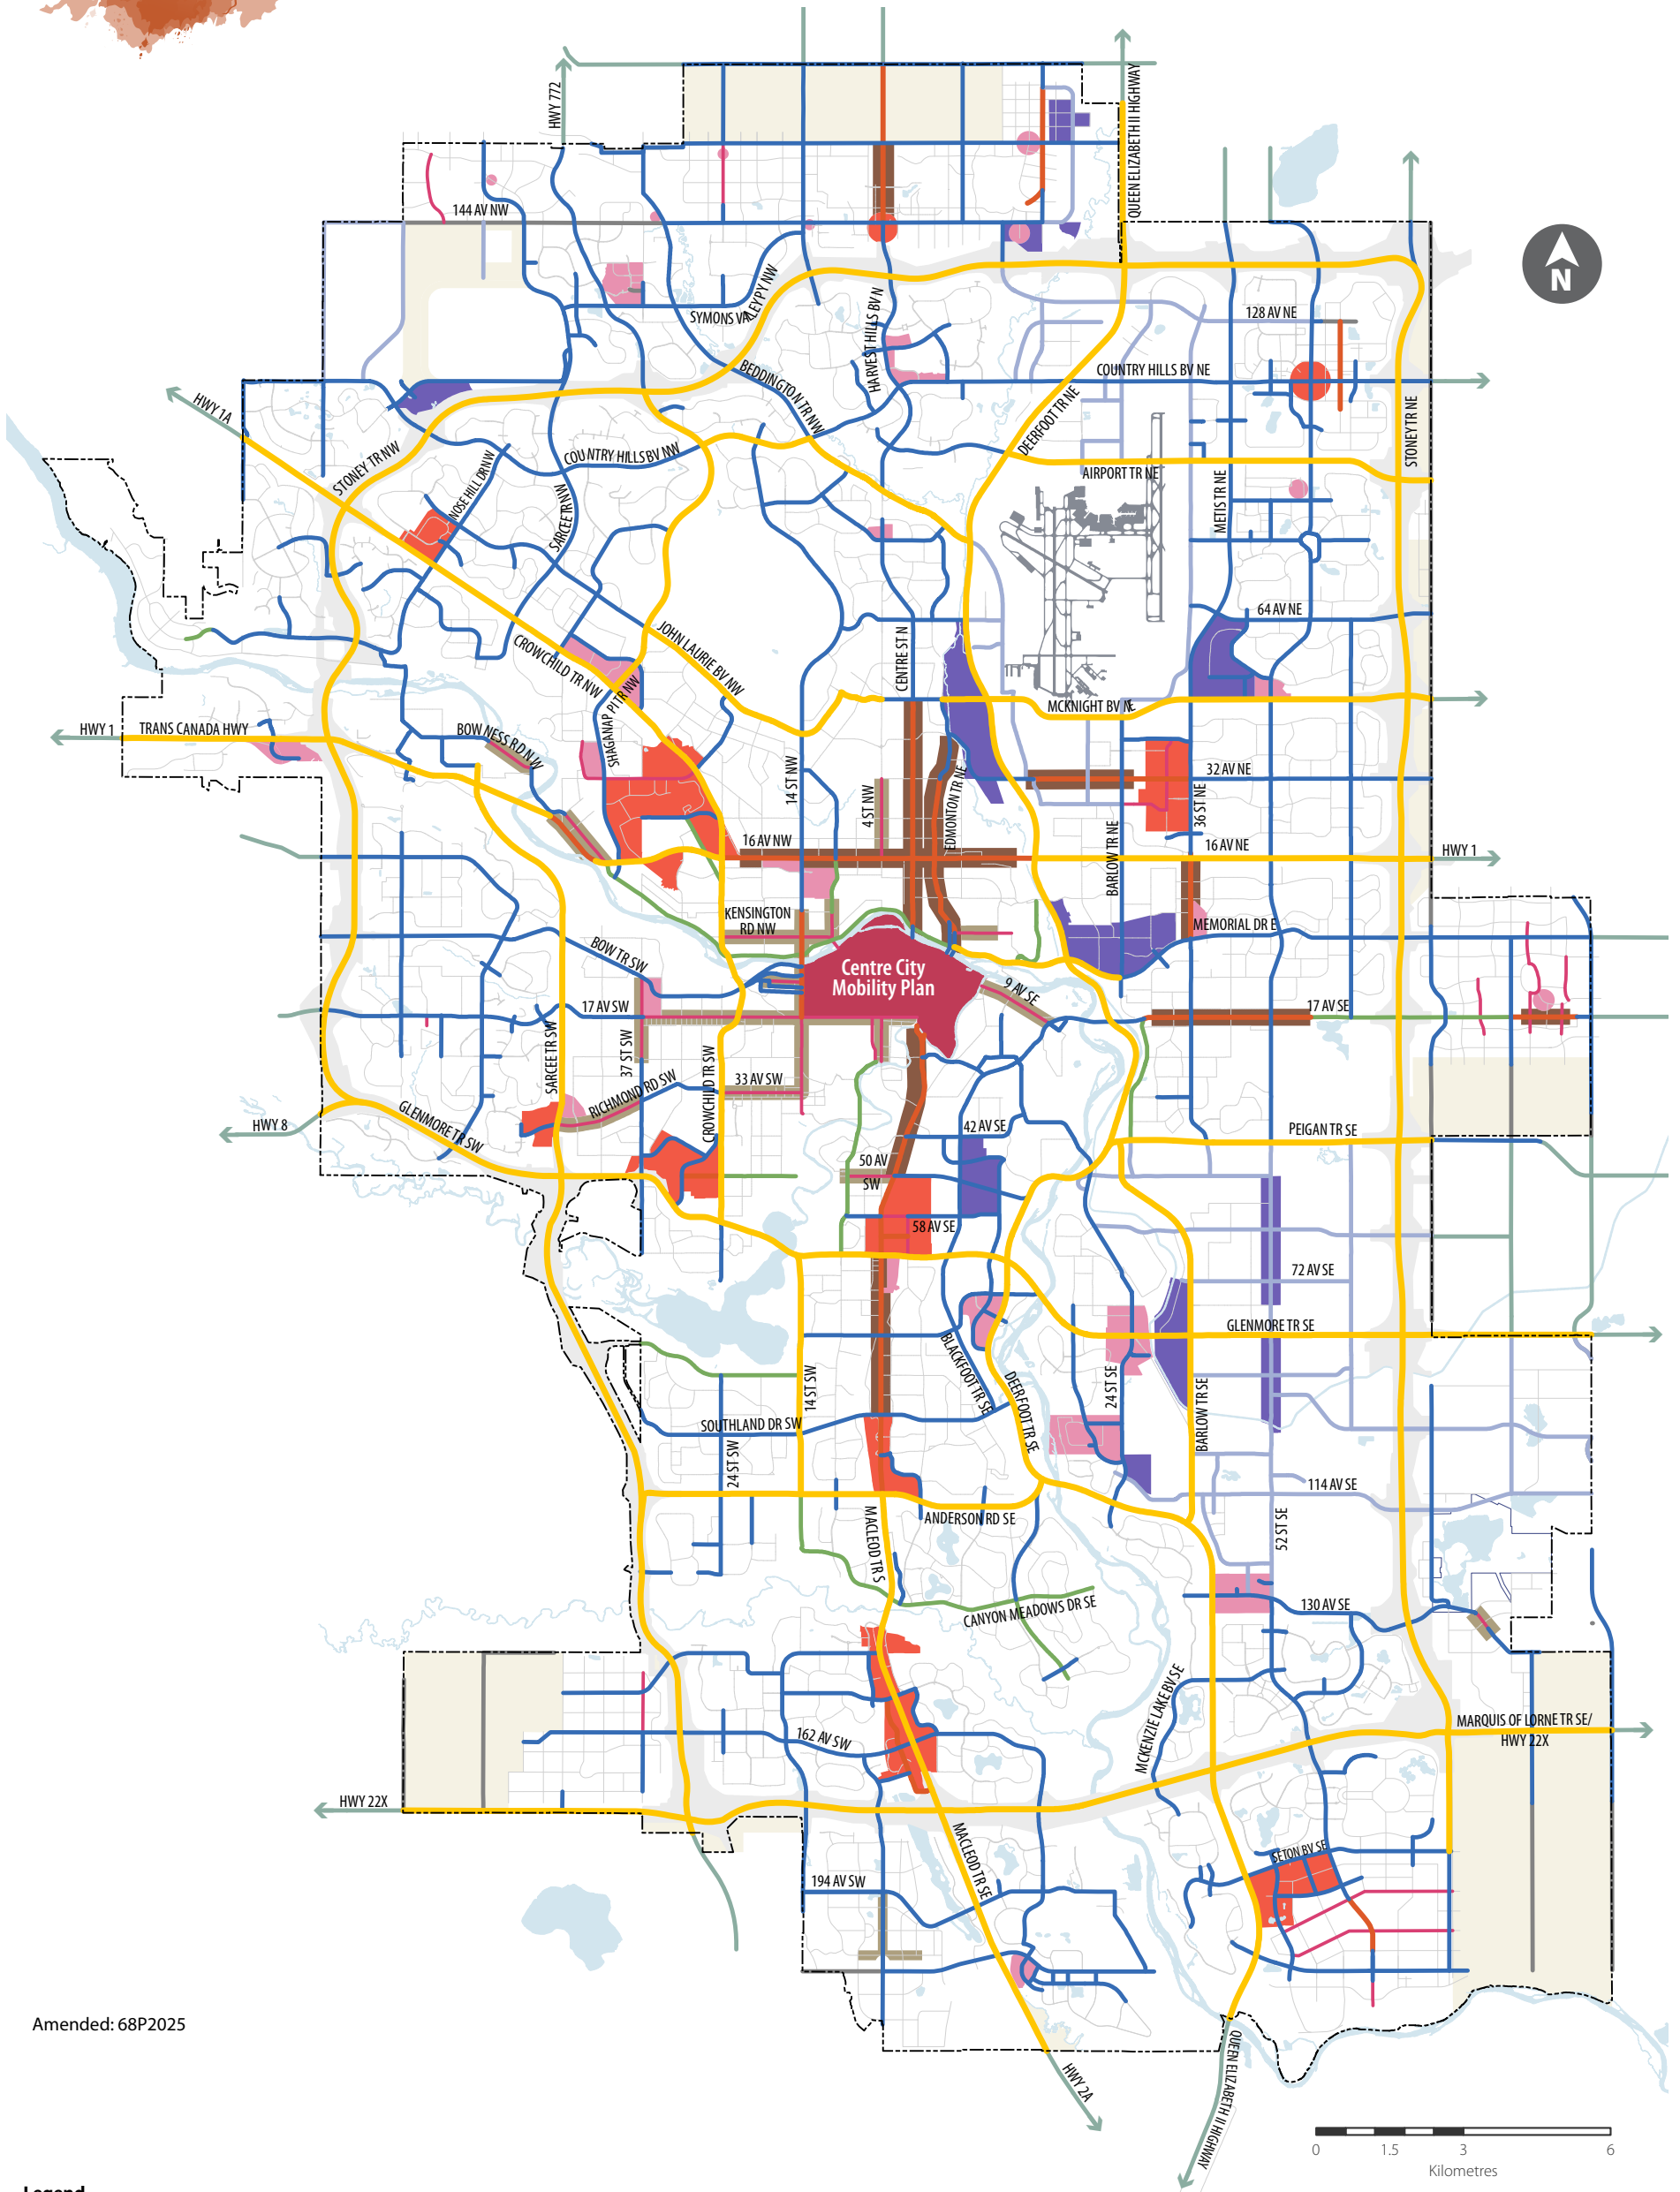 HWY 772
QUEEN ELIZABETH II HIGHWAY
144 AV NW
N
SYMONS VALLEY PY NW
HARVEST HILLS BV N
128 AV NE
BEDDINGTON TR NW
COUNTRY HILLS BV NE
DEERFOOT TR NE
STONEY TR NE
HWY 1A
STONEY TR NW
NOSE HILL DR NW
COUNTRY HILLS BV NW
SARCEE TR NW
AIRPORT TR NE
METIS TR NE
64 AV NE
CROWCHILD TR NW
JOHN LAURIE BV NW
CENTRE ST N
SHAGANAPPI TR NW
MCKNIGHT BV NE
HWY 1
TRANS CANADA HWY
BOWNESS RD NW
14 ST NW
4 ST NW
EDMONTON TR NE
32 AV NE
36 ST NE
BARLOW TR NE
16 AV NW
16 AV NE
HWY 1
KENSINGTON
RD NW
MEMORIAL DR E
BOW TR SW
Centre City
Mobility Plan
9 AV SE
17 AV SW
17 AV SE
SARCEE TR SW
37 ST SW
CROWCHILD TR SW
33 AV SW
RICHMOND RD SW
HWY 8
GLENMORE TR SW
42 AV SE
PEIGAN TR SE
50 AV
SW
58 AV SE
72 AV SE
GLENMORE TR SE
BLACKFOOT TR SE
DEERFOOT TR SE
14 ST SW
24 ST SE
BARLOW TR SE
SOUTHLAND DR SW
24 ST SW
114 AV SE
ANDERSON RD SE
MACLEOD TR S
52 ST SE
CANYON MEADOWS DR SE
130 AV SE
MCKENZIE LAKE BV SE
162 AV SW
MARQUIS OF LORNE TR SE/
HWY 22X
HWY 22X
MACLEOD TR SE
SETON BV SE
194 AV SW
Amended: 68P2025
HWY 2A
QUEEN ELIZABETH II HIGHWAY
0 1.5 3 6
Kilometres
Legend